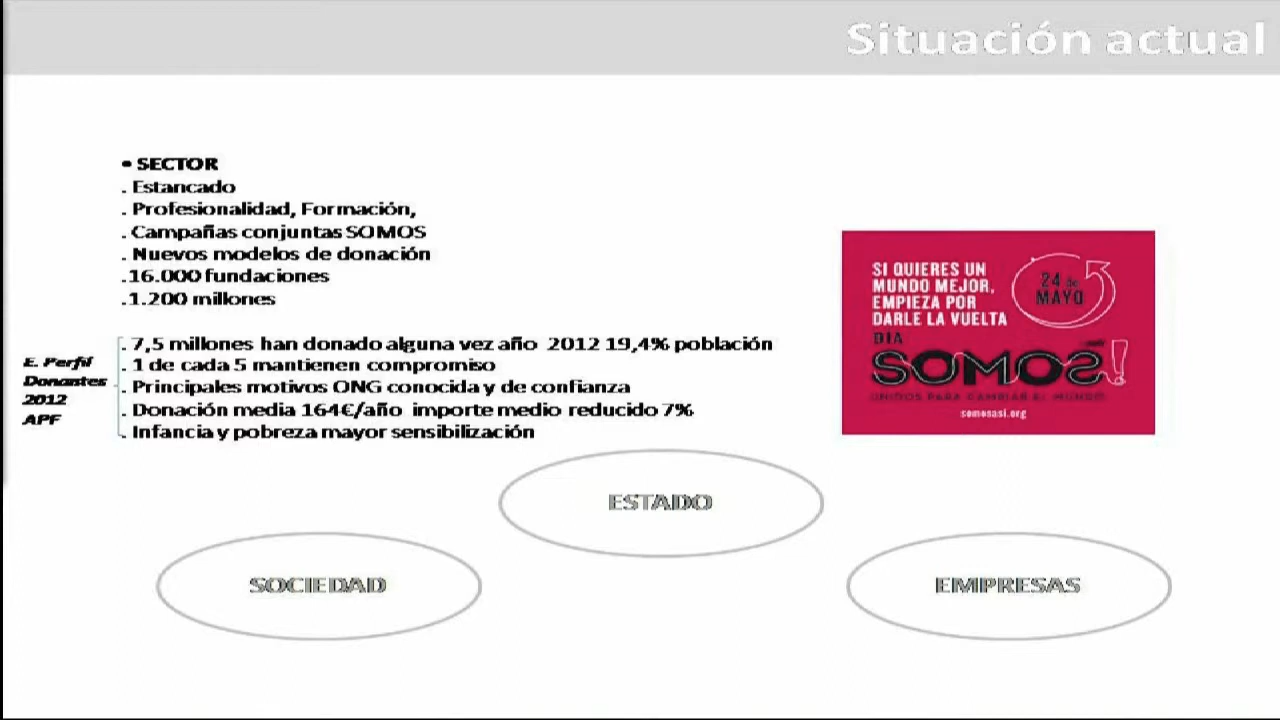 Situación actual
• SECTOR
. Estancado
. Profesionalidad, Formación,
. Campañas conjuntas SOMOS
. Nuevos modelos de donación
.16.000 fundaciones
.1.200 millones
E. Perfil
Donantes
2012
APF
. 7,5 millones han donado alguna vez año 2012 19,4% población
. 1 de cada 5 mantienen compromiso
. Principales motivos ONG conocida y de confianza
. Donación media 164€/año importe medio reducido 7%
. Infancia y pobreza mayor sensibilización
SI QUIERES UN
MUNDO MEJOR,
EMPIEZA POR
DARLE LA VUELTA
24 de
MAYO
DIA
SOMOS!
UNIDOS PARA CAMBIAR EL MUNDO
somosasi.org
ESTADO
SOCIEDAD
EMPRESAS